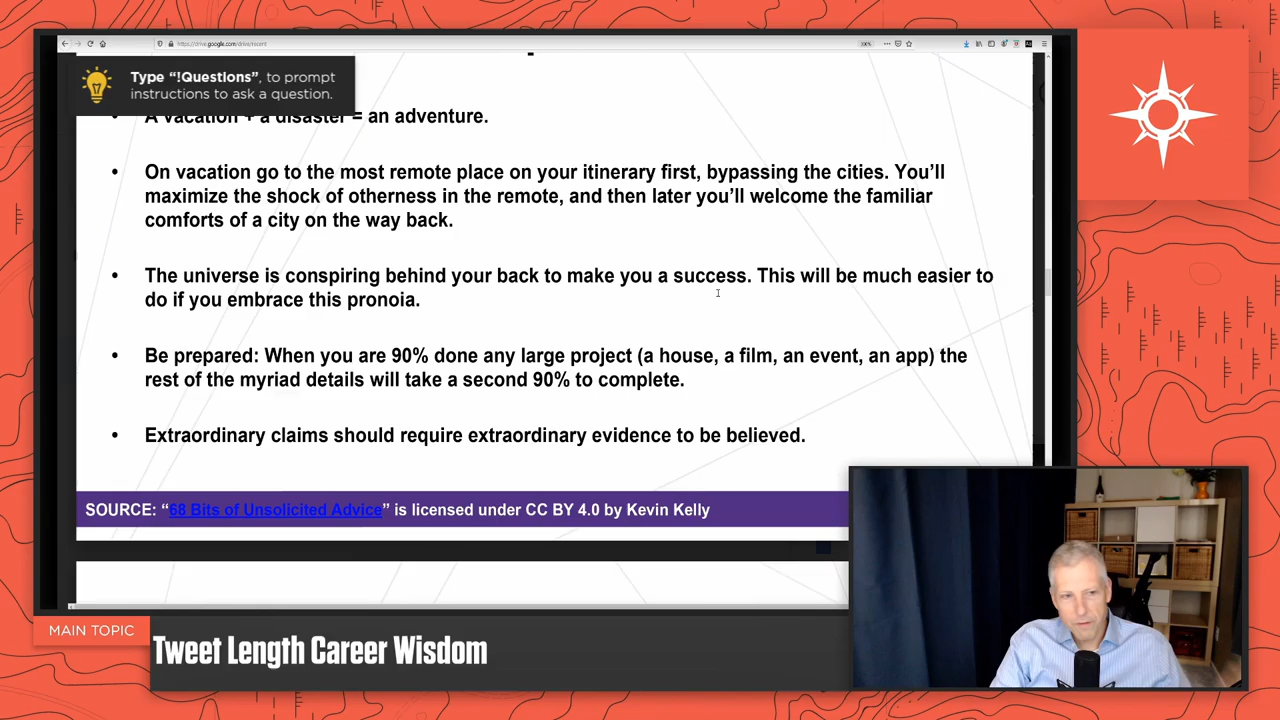 https://drive.google.com/drive/recent
Type “!Questions”, to prompt
instructions to ask a question.
• A vacation + a disaster = an adventure.
• On vacation go to the most remote place on your itinerary first, bypassing the cities. You’ll
maximize the shock of otherness in the remote, and then later you’ll welcome the familiar
comforts of a city on the way back.
• The universe is conspiring behind your back to make you a success. This will be much easier to
do if you embrace this pronoia.
• Be prepared: When you are 90% done any large project (a house, a film, an event, an app) the
rest of the myriad details will take a second 90% to complete.
• Extraordinary claims should require extraordinary evidence to be believed.
SOURCE: “68 Bits of Unsolicited Advice” is licensed under CC BY 4.0 by Kevin Kelly
MAIN TOPIC
Tweet Length Career Wisdom